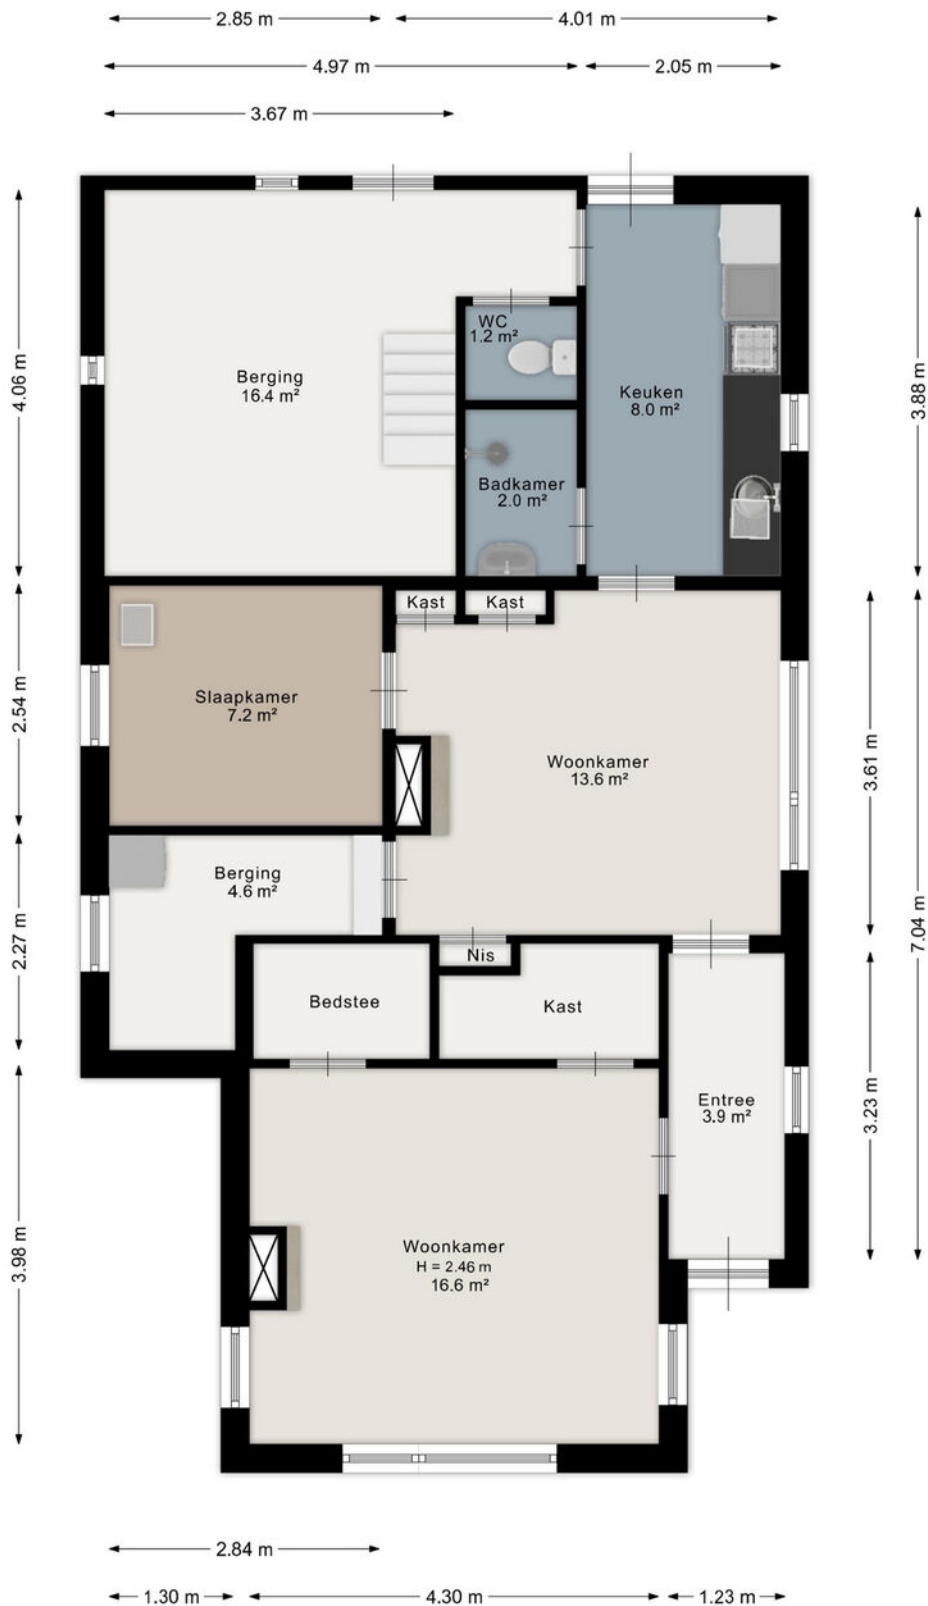 2.85 m
4.01 m
4.97 m
2.05 m
3.67 m
4.06 m
3.88 m
WC
1.2 m²
Berging
16.4 m²
Keuken
8.0 m²
Badkamer
2.0 m²
Kast
Kast
2.54 m
Slaapkamer
7.2 m²
Woonkamer
13.6 m²
3.61 m
7.04 m
Berging
4.6 m²
2.27 m
Nis
Bedstee
Kast
Entree
3.9 m²
3.23 m
3.98 m
Woonkamer
H = 2.46 m
16.6 m²
2.84 m
1.30 m
4.30 m
1.23 m